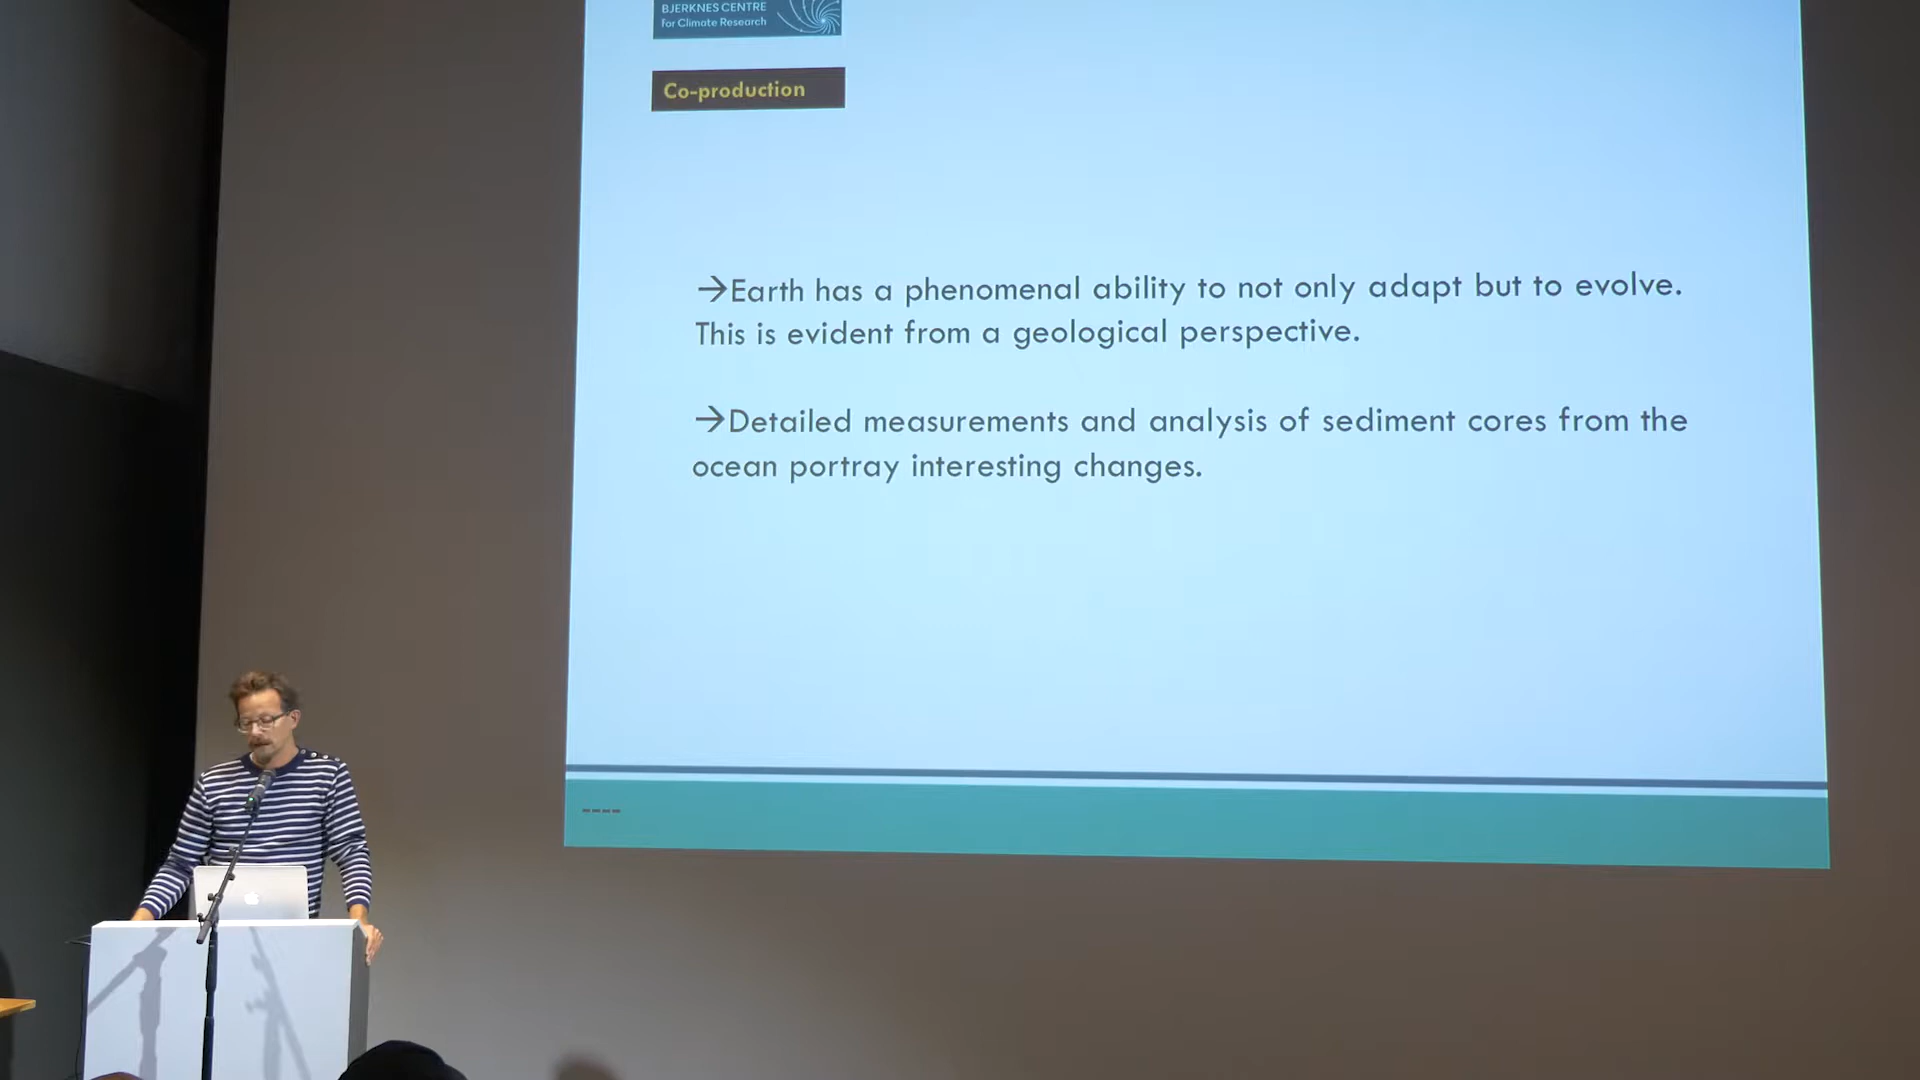 BJERKNES CENTRE
for Climate Research
Co-production
→Earth has a phenomenal ability to not only adapt but to evolve.
This is evident from a geological perspective.
→Detailed measurements and analysis of sediment cores from the
ocean portray interesting changes.
----